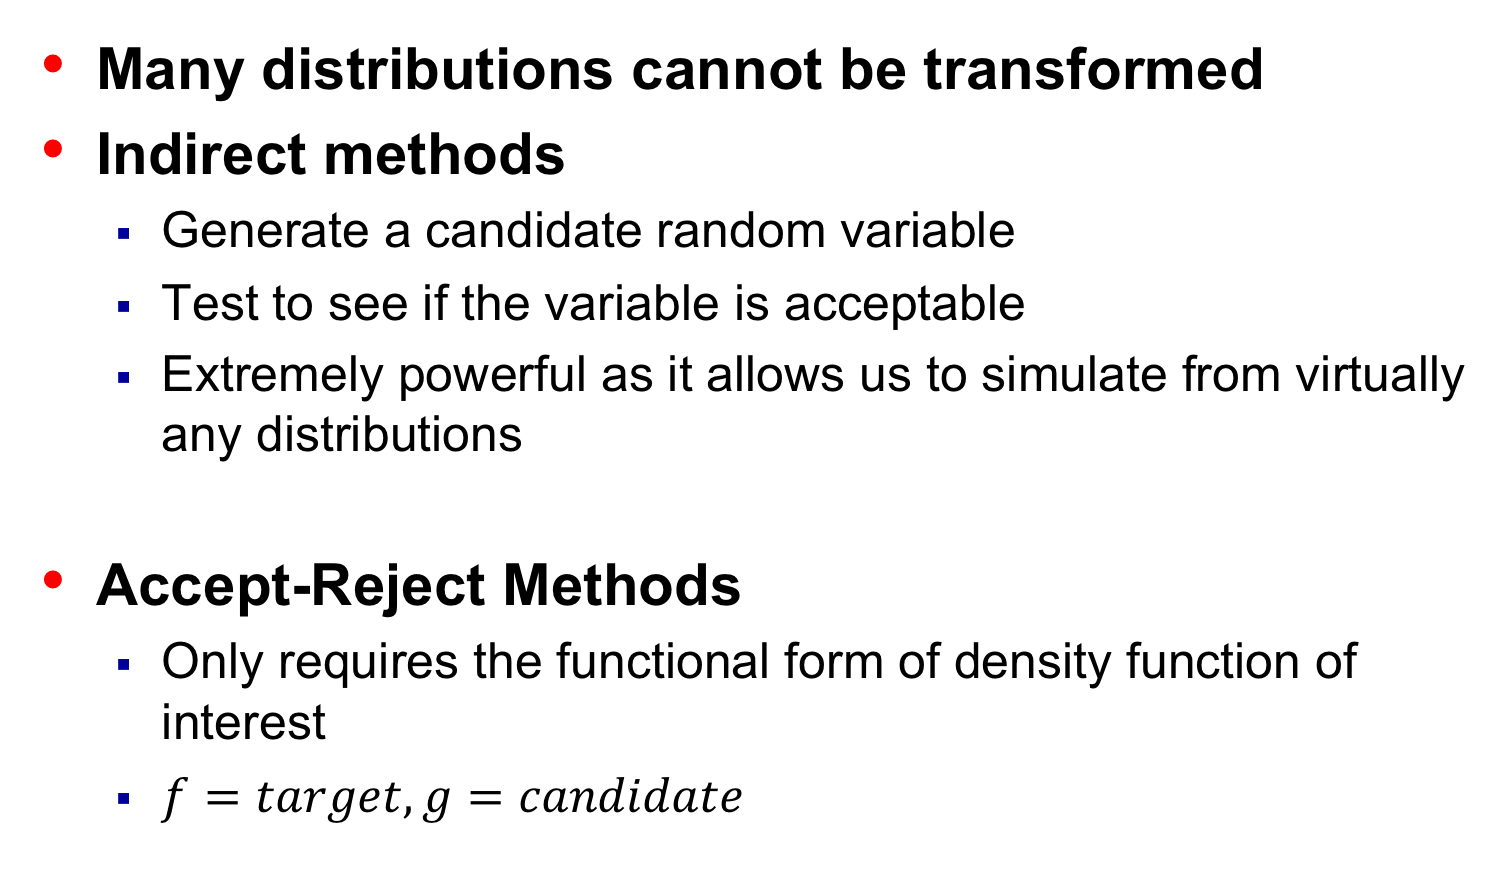 • Many distributions cannot be transformed
• Indirect methods
▪ Generate a candidate random variable
▪ Test to see if the variable is acceptable
▪ Extremely powerful as it allows us to simulate from virtually
any distributions
• Accept-Reject Methods
▪ Only requires the functional form of density function of
interest
▪ f = target, g = candidate